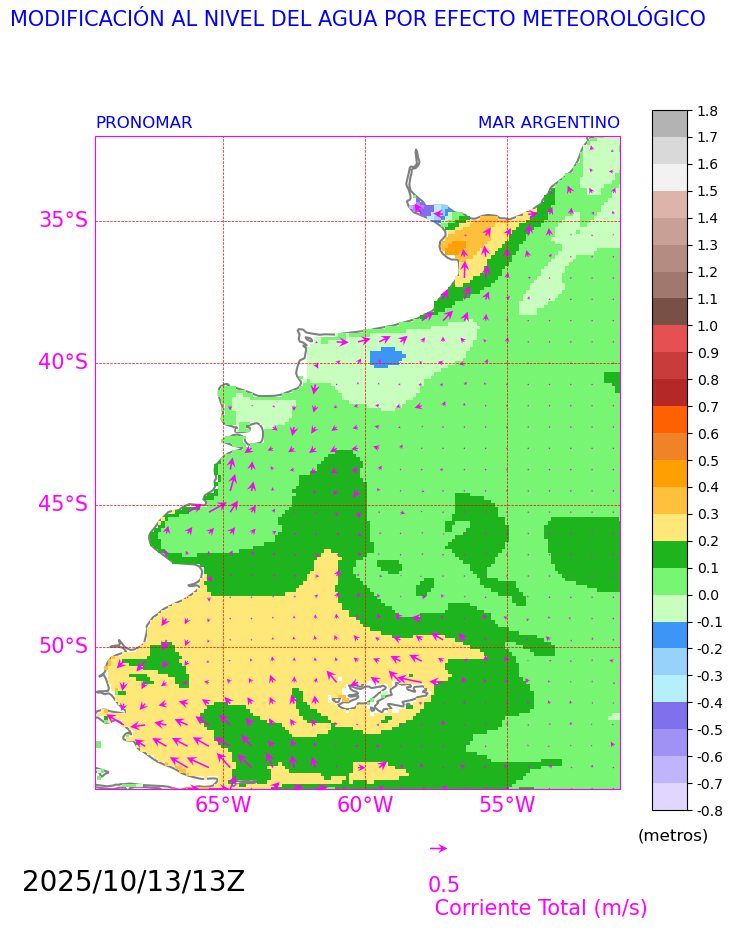 MODIFICACIÓN AL NIVEL DEL AGUA POR EFECTO METEOROLÓGICO
PRONOMAR
MAR ARGENTINO
35°S
40°S
45°S
50°S
65°W
60°W
55°W
1.8
1.7
1.6
1.5
1.4
1.3
1.2
1.1
1.0
0.9
0.8
0.7
0.6
0.5
0.4
0.3
0.2
0.1
0.0
-0.1
-0.2
-0.3
-0.4
-0.5
-0.6
-0.7
-0.8
(metros)
2025/10/13/13Z
0.5
Corriente Total (m/s)